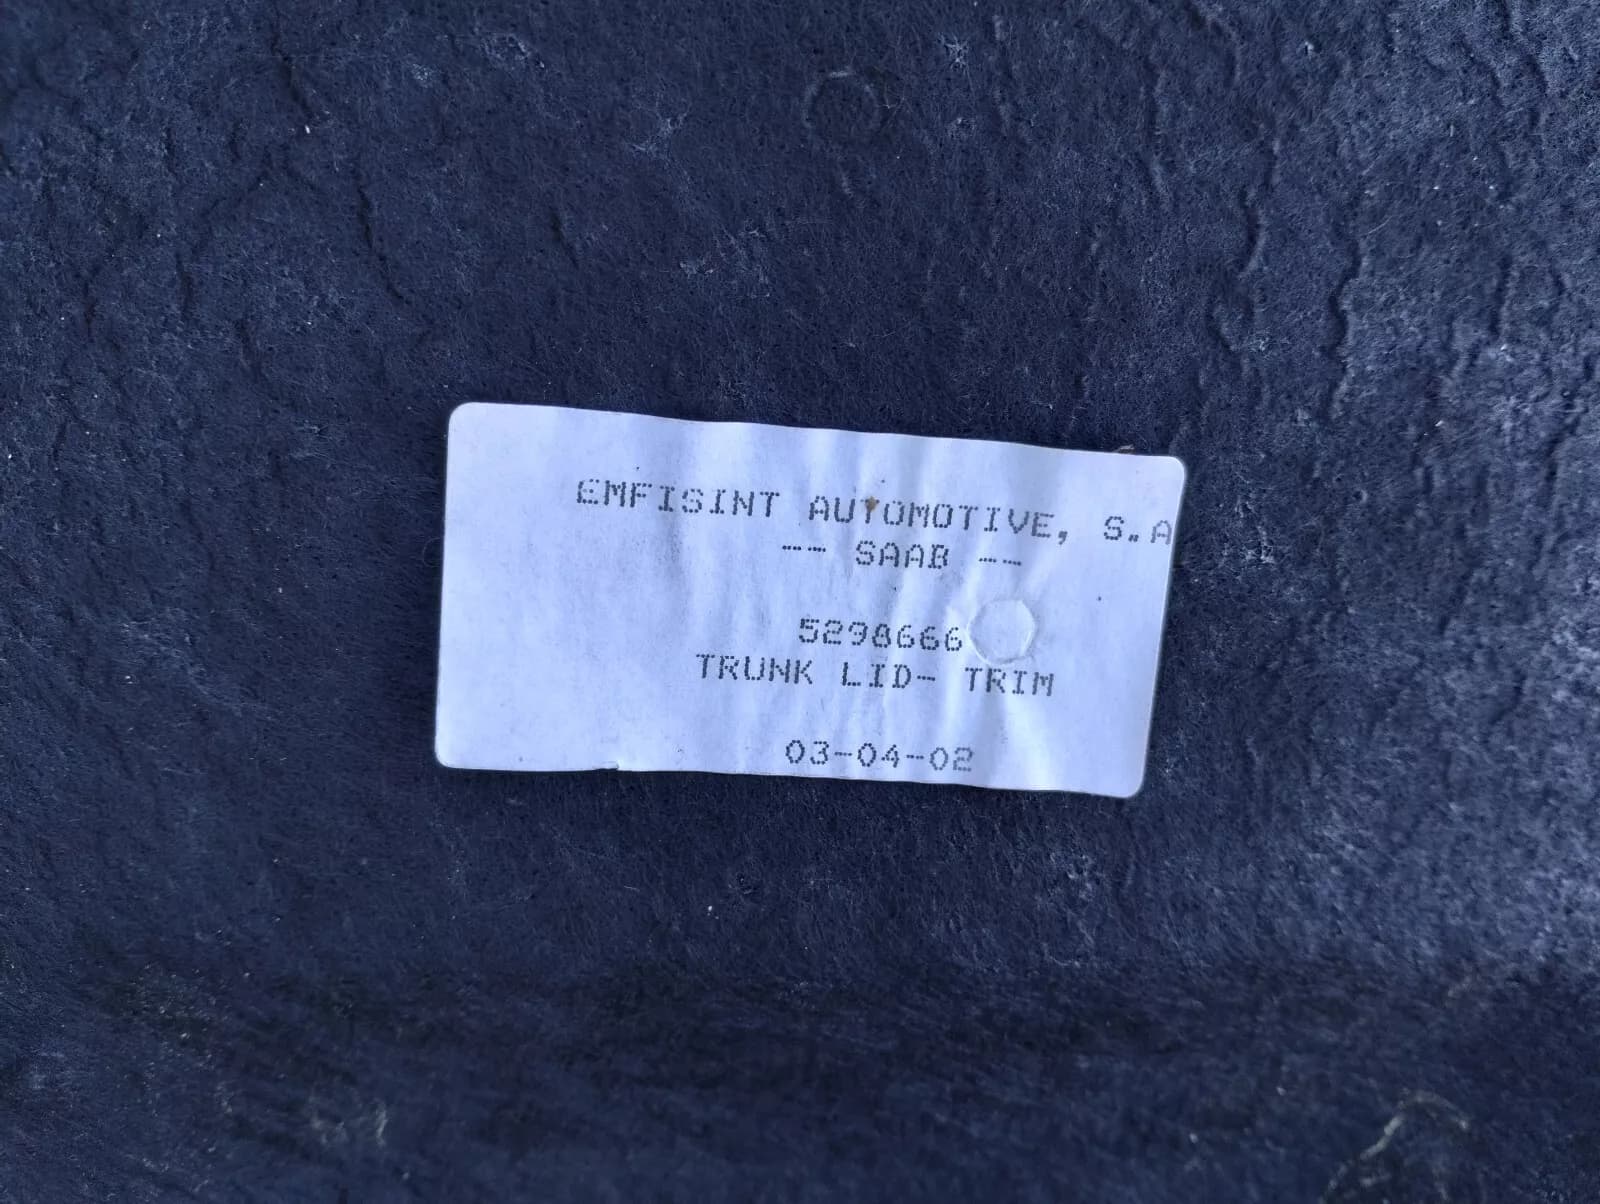 EMFISINT AUTOMOTIVE, S.A
-- SAAB --
5298666
TRUNK LID- TRIM
03-04-02